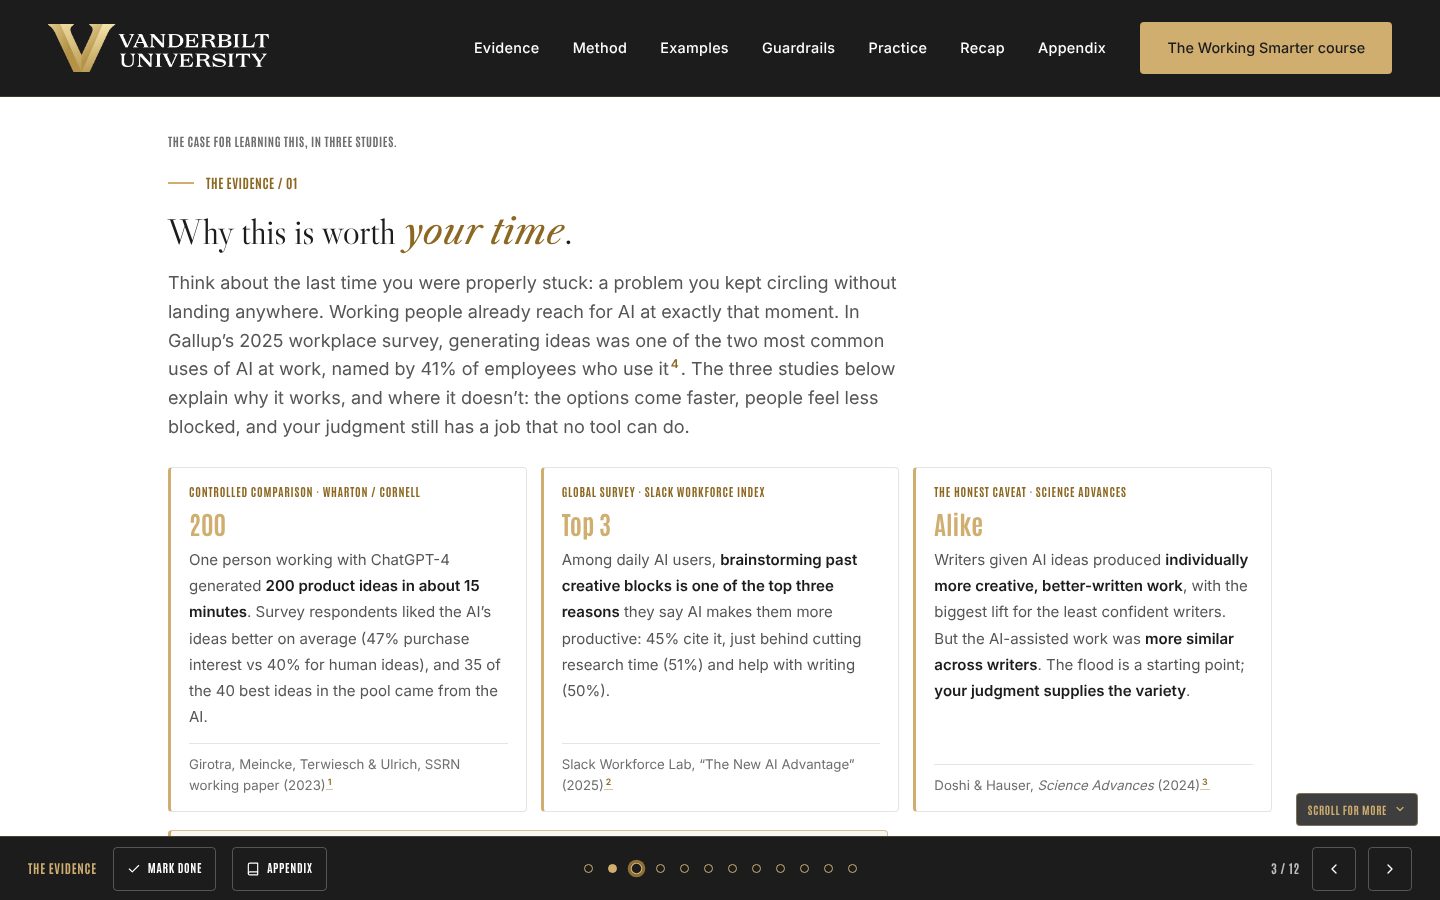 VANDERBILT
UNIVERSITY
Evidence
Method
Examples
Guardrails
Practice
Recap
Appendix
The Working Smarter course
THE CASE FOR LEARNING THIS, IN THREE STUDIES.
THE EVIDENCE / 01
Why this is worth your time.
Think about the last time you were properly stuck: a problem you kept circling without
landing anywhere. Working people already reach for AI at exactly that moment. In
Gallup’s 2025 workplace survey, generating ideas was one of the two most common
uses of AI at work, named by 41% of employees who use it4. The three studies below
explain why it works, and where it doesn’t: the options come faster, people feel less
blocked, and your judgment still has a job that no tool can do.
CONTROLLED COMPARISON · WHARTON / CORNELL
200
One person working with ChatGPT-4
generated 200 product ideas in about 15
minutes. Survey respondents liked the AI’s
ideas better on average (47% purchase
interest vs 40% for human ideas), and 35 of
the 40 best ideas in the pool came from the
AI.
Girotra, Meincke, Terwiesch & Ulrich, SSRN
working paper (2023)1
GLOBAL SURVEY · SLACK WORKFORCE INDEX
Top 3
Among daily AI users, brainstorming past
creative blocks is one of the top three
reasons they say AI makes them more
productive: 45% cite it, just behind cutting
research time (51%) and help with writing
(50%).
Slack Workforce Lab, “The New AI Advantage”
(2025)2
THE HONEST CAVEAT · SCIENCE ADVANCES
Alike
Writers given AI ideas produced individually
more creative, better-written work, with the
biggest lift for the least confident writers.
But the AI-assisted work was more similar
across writers. The flood is a starting point;
your judgment supplies the variety.
Doshi & Hauser, Science Advances (2024)3
SCROLL FOR MORE
THE EVIDENCE
MARK DONE
APPENDIX
3 / 12